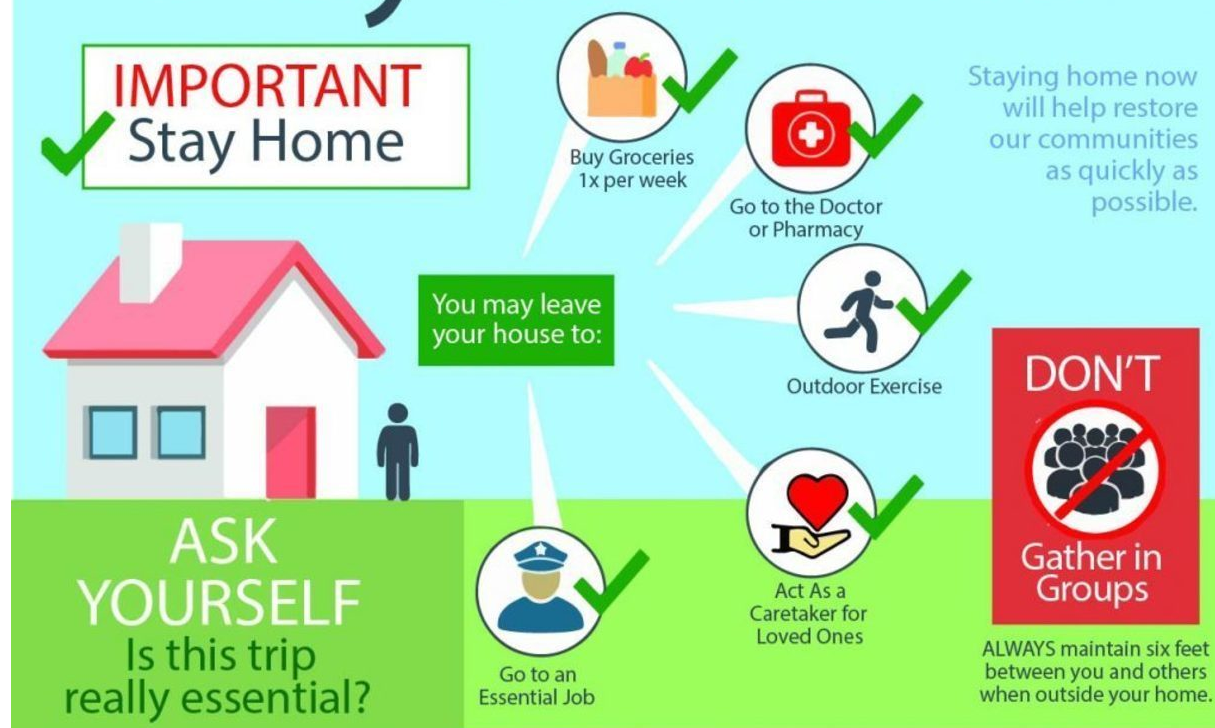 IMPORTANT
Stay Home
Buy Groceries
1x per week
Go to the Doctor
or Pharmacy
Staying home now
will help restore
our communities
as quickly as
possible.
You may leave
your house to:
Outdoor Exercise
DON'T
Gather in
Groups
ALWAYS maintain six feet
between you and others
when outside your home.
Act As a
Caretaker for
Loved Ones
Go to an
Essential Job
ASK
YOURSELF
Is this trip
really essential?